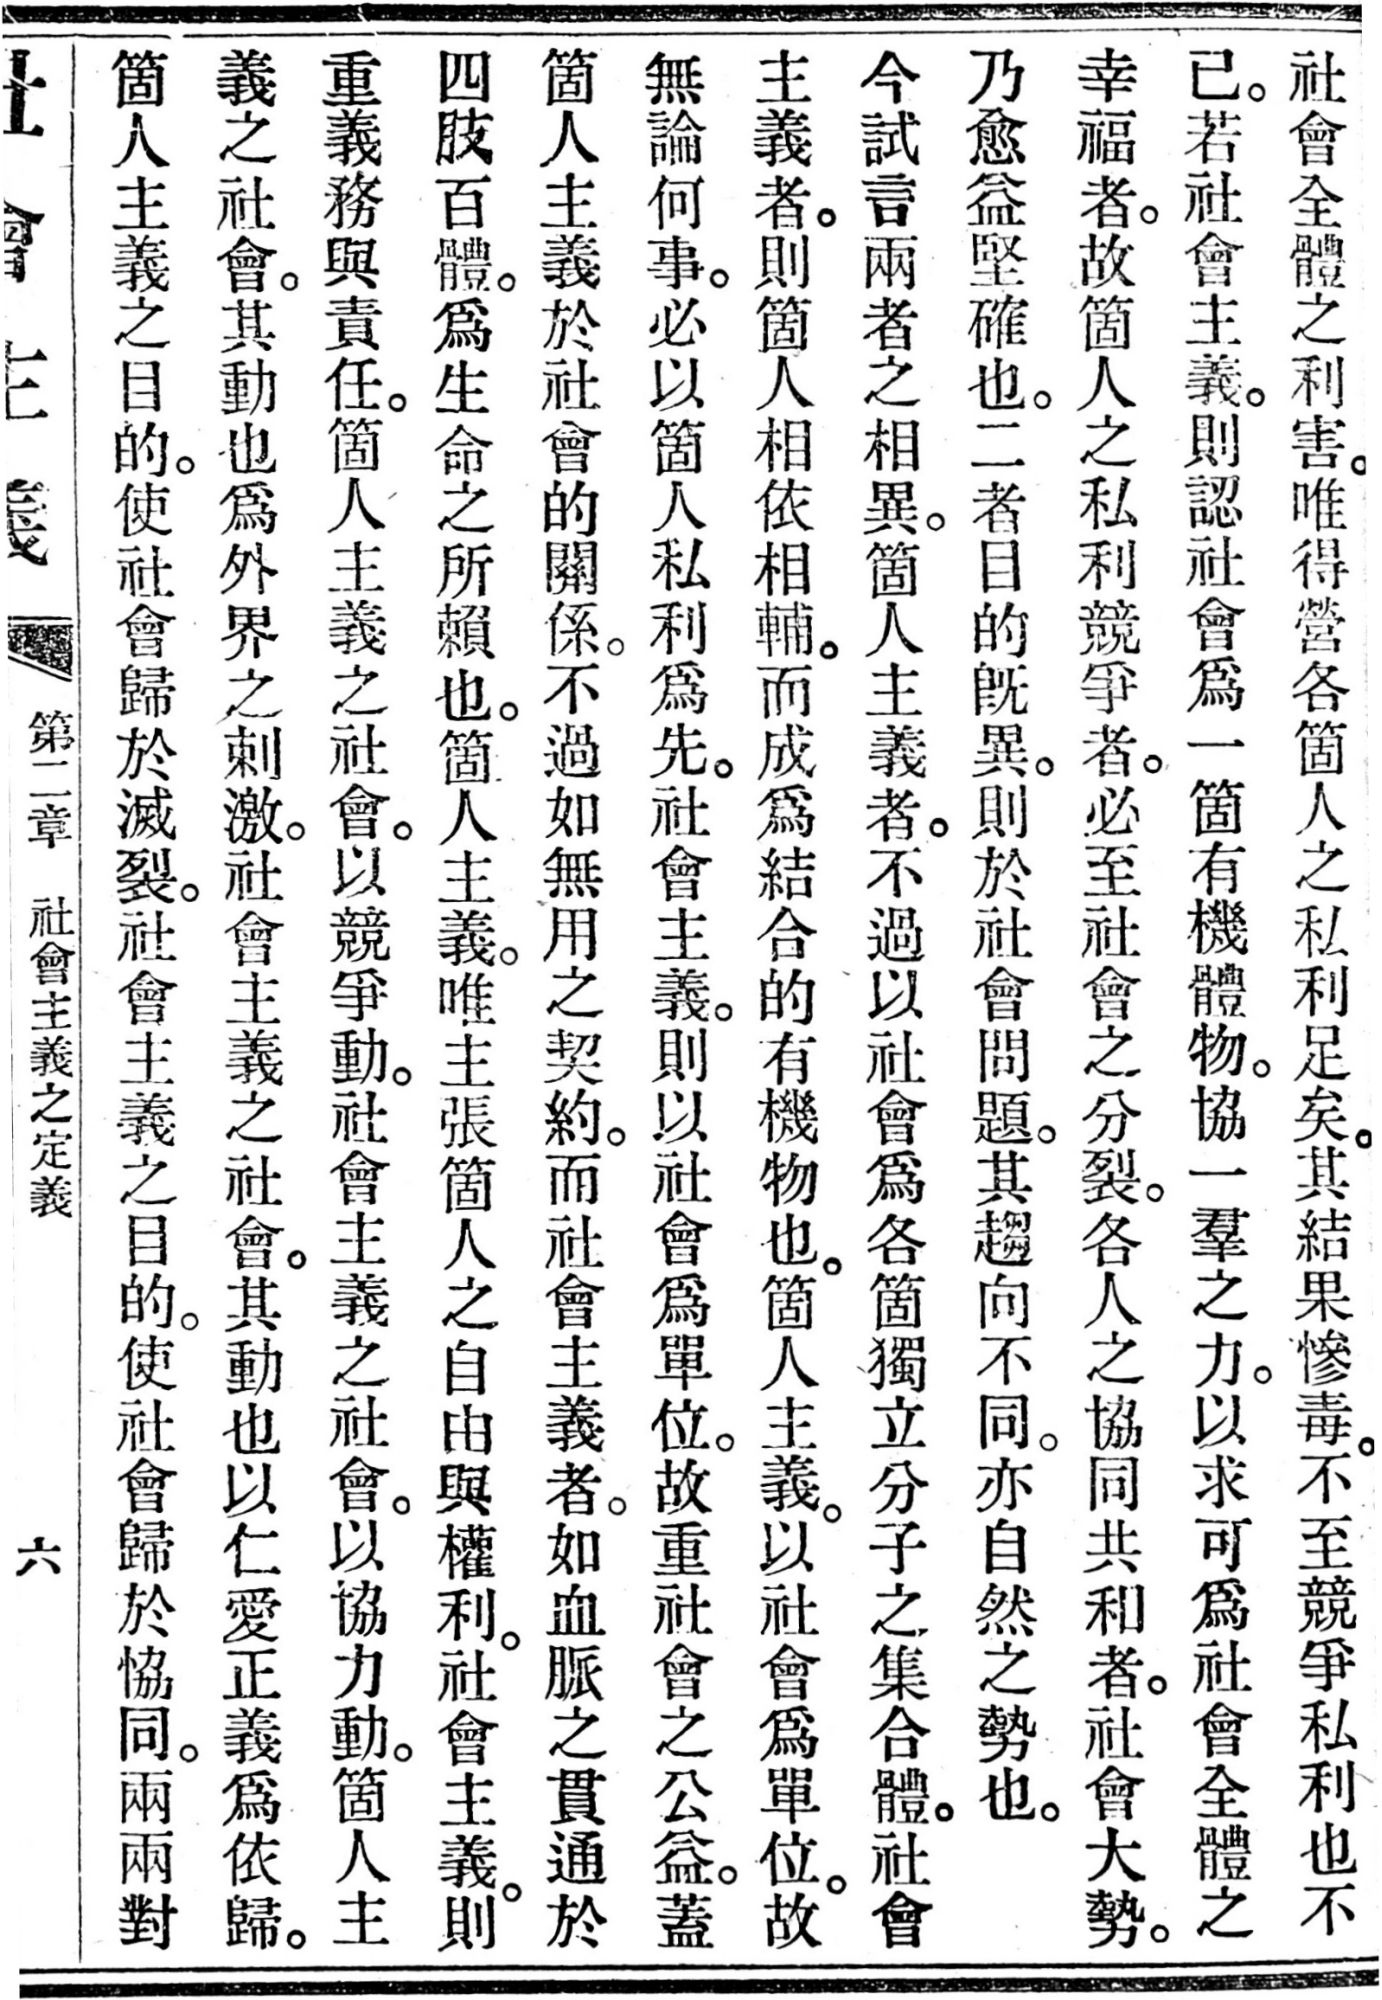 社會全體之利害。唯得營各箇人之私利足矣。其結果慘毒。不至競爭私利也不
已。若社會主義。則認社會爲一箇有機體物。協一羣之力。以求可爲社會全體之
幸福者。故箇人之私利競爭者。必至社會之分裂。各人之協同共和者。社會大勢。
乃愈益堅確也。二者目的既異。則於社會問題。其趨向不同。亦自然之勢也。
今試言兩者之相異。箇人主義者。不過以社會爲各箇獨立分子之集合體。社會
主義者。則箇人相依相輔。而成爲結合的有機物也。箇人主義。以社會爲單位。故
無論何事。必以箇人私利爲先。社會主義。則以社會爲單位。故重社會之公益。蓋
箇人主義於社會的關係。不過如無用之契約。而社會主義者。如血脈之貫通於
四肢百體。爲生命之所賴也。箇人主義。唯主張箇人之自由與權利。社會主義。則
重義務與責任。箇人主義之社會。以競爭動。社會主義之社會。以協力動。箇人主
義之社會。其動也爲外界之刺激。社會主義之社會。其動也以仁愛正義爲依歸。
箇人主義之目的。使社會歸於滅裂。社會主義之目的。使社會歸於恊同。兩兩對
社會主義 第二章 社會主義之定義 六